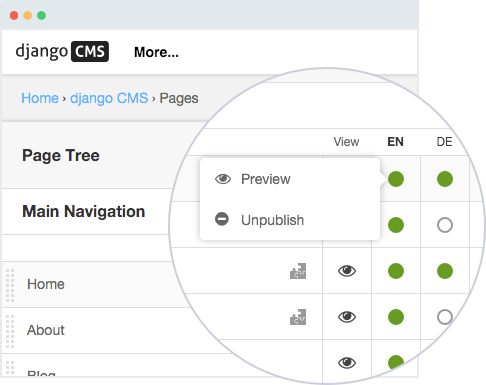 django CMS More...
Home › django CMS › Pages
View EN DE
Page Tree
Preview
Main Navigation
Unpublish
Home
About
Blog